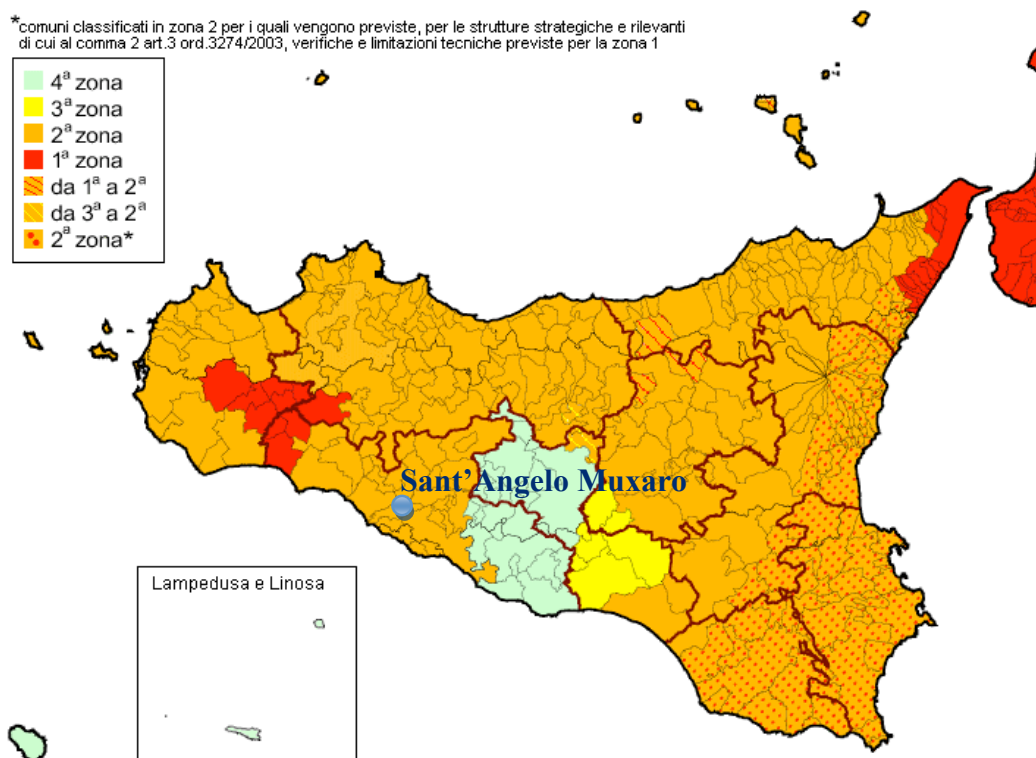 *comuni classificati in zona 2 per i quali vengono previste, per le strutture strategiche e rilevanti
di cui al comma 2 art.3 ord.3274/2003, verifiche e limitazioni tecniche previste per la zona 1
4ª zona
3ª zona
2ª zona
1ª zona
da 1ª a 2ª
da 3ª a 2ª
2ª zona*
Sant’Angelo Muxaro
Lampedusa e Linosa